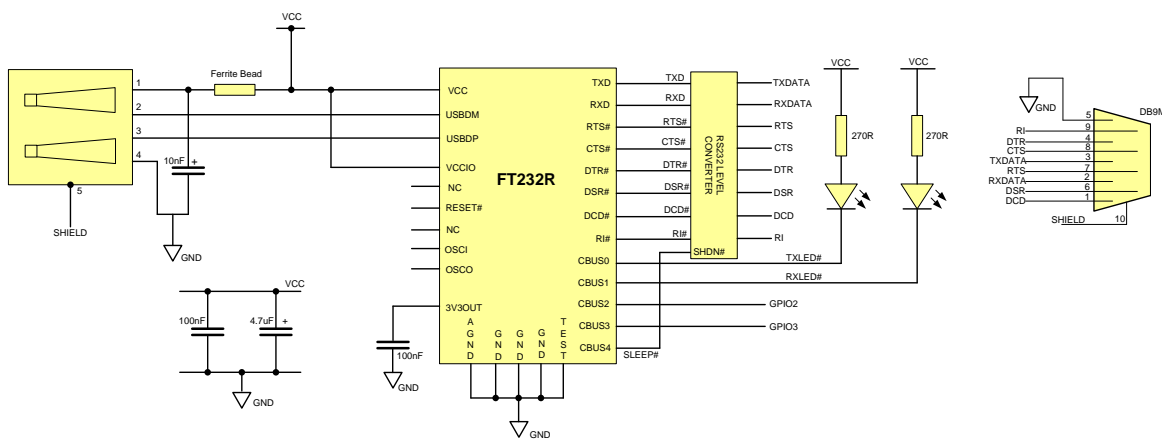 VCC
Ferrite Bead
1
2
3
4
5
SHIELD
10nF +
GND
VCC
100nF
4.7uF +
GND
FT232R
VCC
USBDM
USBDP
VCCIO
NC
RESET#
NC
OSCI
OSCO
3V3OUT
100nF
GND
AGND
GND
GND
GND
TEST
GND
TXD
RXD
RTS#
CTS#
DTR#
DSR#
DCD#
RI#
CBUS0
CBUS1
CBUS2
CBUS3
CBUS4
TXD
RXD
RTS#
CTS#
DTR#
DSR#
DCD#
RI#
SLEEP#
RS232 LEVEL
CONVERTER
SHDN#
TXDATA
RXDATA
RTS
CTS
DTR
DSR
DCD
RI
TXLED#
RXLED#
GPIO2
GPIO3
VCC
270R
VCC
270R
GND
DB9M
5
RI 9
DTR 4
CTS 8
TXDATA 3
RTS 7
RXDATA 2
DSR 6
DCD 1
SHIELD 10